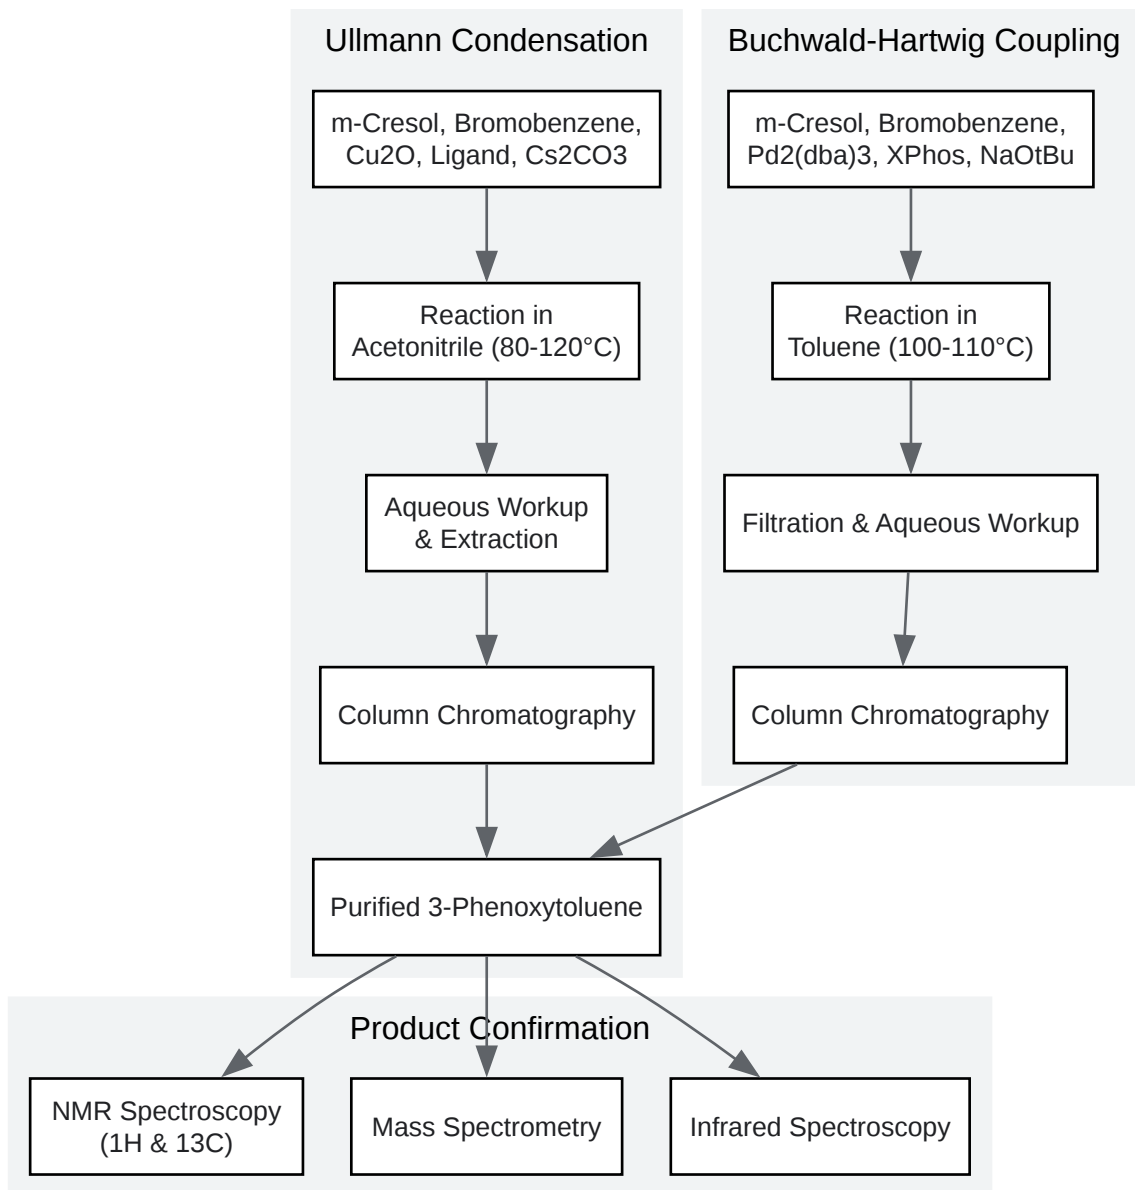 Ullmann Condensation
m-Cresol, Bromobenzene,
Cu2O, Ligand, Cs2CO3
Reaction in
Acetonitrile (80-120°C)
Aqueous Workup
& Extraction
Column Chromatography
Purified 3-Phenoxytoluene
Buchwald-Hartwig Coupling
m-Cresol, Bromobenzene,
Pd2(dba)3, XPhos, NaOtBu
Reaction in
Toluene (100-110°C)
Filtration & Aqueous Workup
Column Chromatography
Product Confirmation
NMR Spectroscopy
(1H & 13C)
Mass Spectrometry
Infrared Spectroscopy